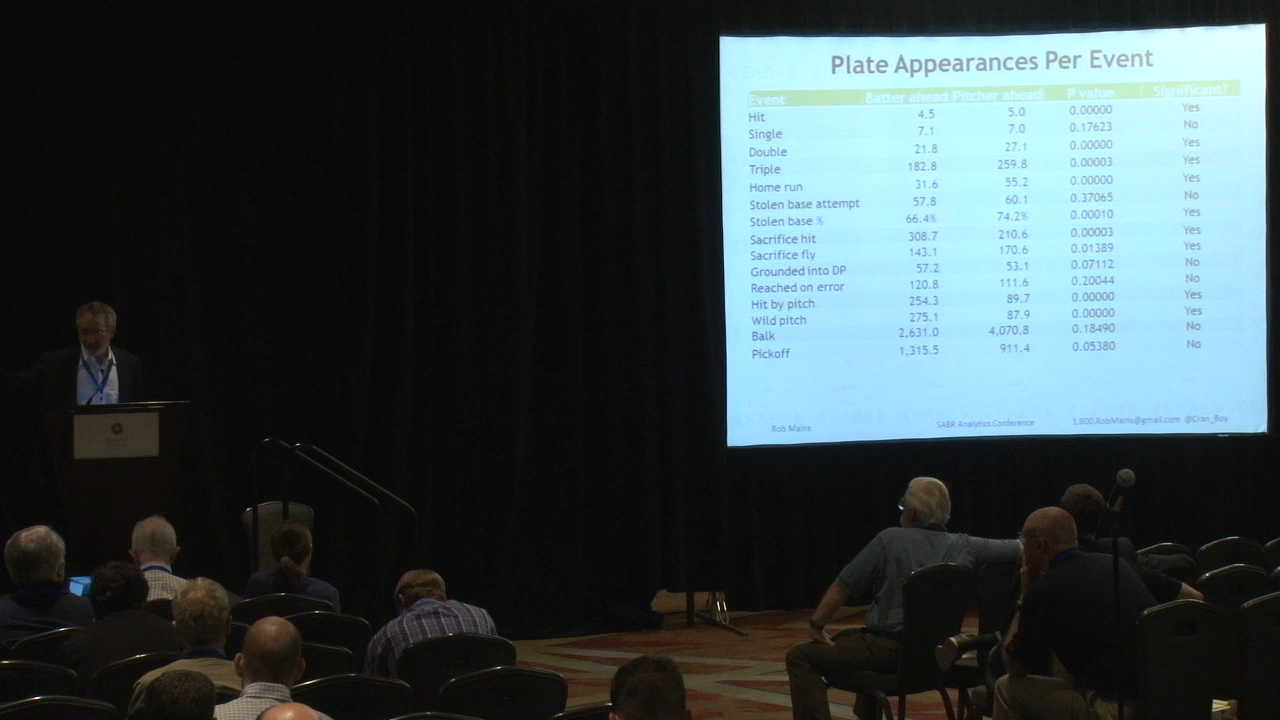 Plate Appearances Per Event
Event Batter ahead Pitcher ahead P value Significant?
Hit 4.5 5.0 0.00000 Yes
Single 7.1 7.0 0.17623 No
Double 21.8 27.1 0.00000 Yes
Triple 182.8 259.8 0.00003 Yes
Home run 31.6 55.2 0.00000 Yes
Stolen base attempt 57.8 60.1 0.37065 No
Stolen base % 66.4% 74.2% 0.00010 Yes
Sacrifice hit 308.7 210.6 0.00003 Yes
Sacrifice fly 143.1 170.6 0.01389 Yes
Grounded into DP 57.2 53.1 0.07112 No
Reached on error 120.8 111.6 0.20044 No
Hit by pitch 254.3 89.7 0.00000 Yes
Wild pitch 275.1 87.9 0.00000 Yes
Balk 2,631.0 4,070.8 0.18490 No
Pickoff 1,315.5 911.4 0.05380 No
Rob Mains SABR Analytics Conference 1.800.RobMains@gmail.com @Cran_Boy